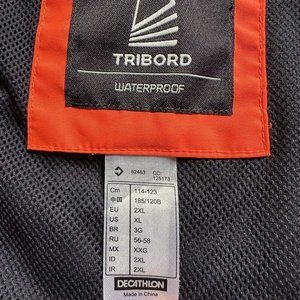 TRIBORD
WATERPROOF
62463 CC: 125173
Cm 114-123
中国 185/120B
EU 2XL
US XL
BR 3G
RU 56-58
MX XXG
ID 2XL
IR 2XL
DECATHLON
Made in China